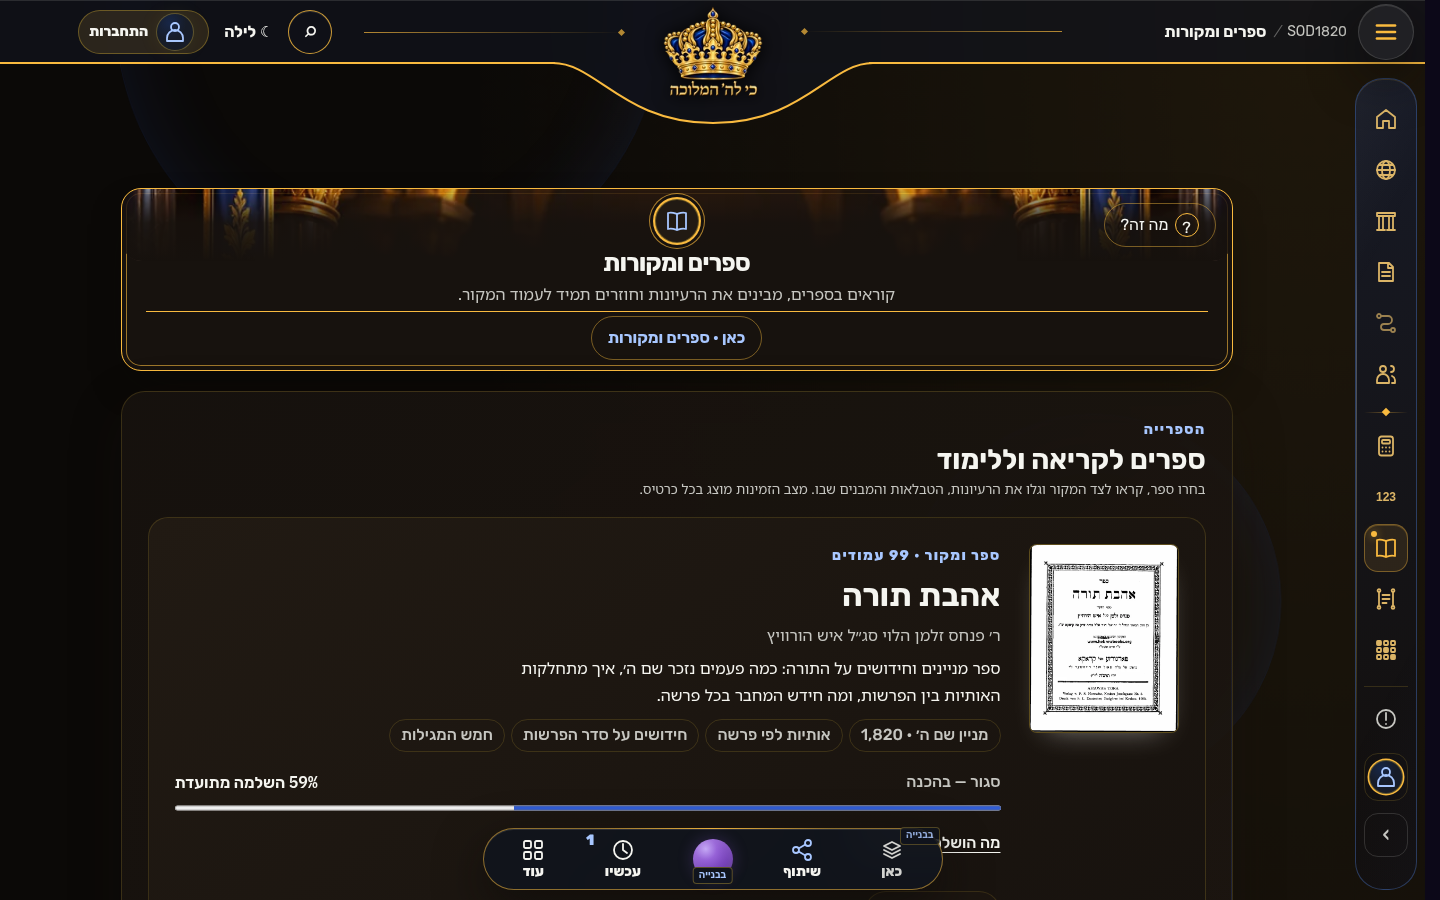 SOD1820 / ספרים ומקורות
כי לה' המלוכה
לילה
התחברות
מה זה?
ספרים ומקורות
קוראים בספרים, מבינים את הרעיונות וחוזרים תמיד לעמוד המקור.
כאן • ספרים ומקורות
123
הספרייה
ספרים לקריאה וללימוד
בחרו ספר, קראו לצד המקור וגלו את הרעיונות, הטבלאות והמבנים שבו. מצב הזמינות מוצג בכל כרטיס.
ספר
אהבת תורה
ספר ומקור • 99 עמודים
אהבת תורה
ר׳ פנחס זלמן הלוי סג״ל איש הורוויץ
ספר מניינים וחידושים על התורה: כמה פעמים נזכר שם ה׳, איך מתחלקות
האותיות בין הפרשות, ומה חידש המחבר בכל פרשה.
מניין שם ה׳ • 1,820
אותיות לפי פרשה
חידושים על סדר הפרשות
חמש המגילות
סגור – בהכנה
59% השלמה מתועדת
מה הושל
בבנייה
כאן
שיתוף
בבנייה
1
עכשיו
עוד